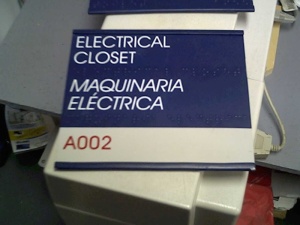 ELECTRICAL
CLOSET
MAQUINARIA
ELÉCTRICA
A002